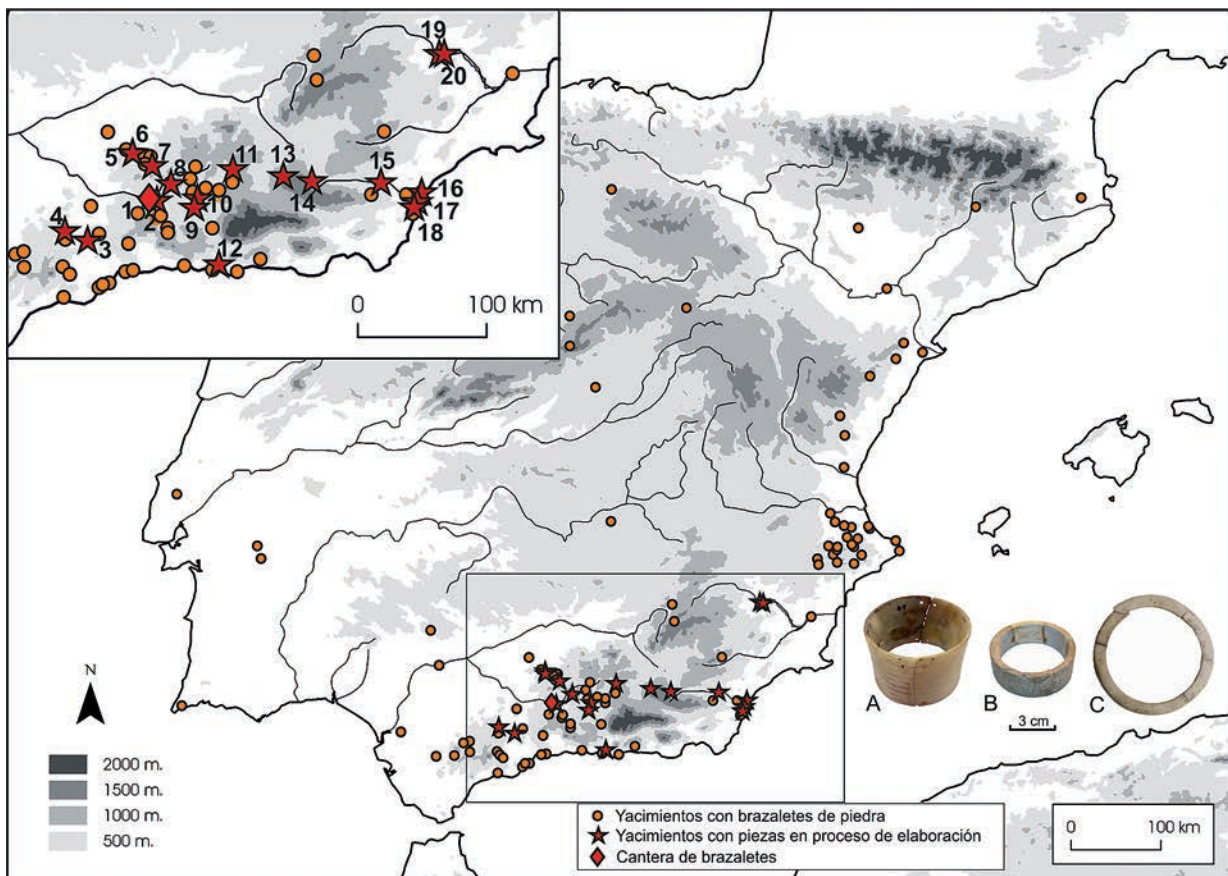 19
20
6
5
7
8
11
13
15
16
1
2
10
14
17
9
18
4
3
12
0 100 km
N
A B C
3 cm
2000 m.
1500 m.
1000 m.
500 m.
Yacimientos con brazaletes de piedra
Yacimientos con piezas en proceso de elaboración
Cantera de brazaletes
0 100 km